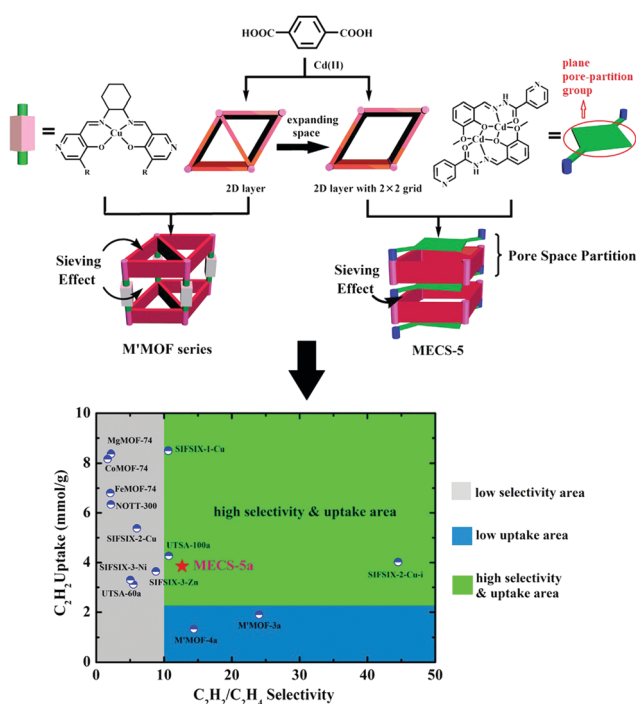 HOOC COOH
Cd(II)
plane
pore-partition
group
N N
H
N
O O
Cu
N N
Cu
O O
N
R R
expanding
space
2D layer
2D layer with 2×2 grid
Sieving
Effect
Sieving
Effect
Pore Space Partition
M'MOF series
MECS-5
C₂H₂ Uptake (mmol/g)
10
8
6
4
2
0
MgMOF-74
CoMOF-74
FeMOF-74
NOTT-300
SIFSIX-2-Cu
SIFSIX-3-Ni
UTSA-60a
SIFSIX-3-Zn
SIFSIX-1-Cu
high selectivity & uptake area
UTSA-100a
MECS-5a
SIFSIX-2-Cu-i
M'MOF-4a
M'MOF-3a
0 10 20 30 40 50
C₂H₂/C₂H₄ Selectivity
low selectivity area
low uptake area
high selectivity
& uptake area